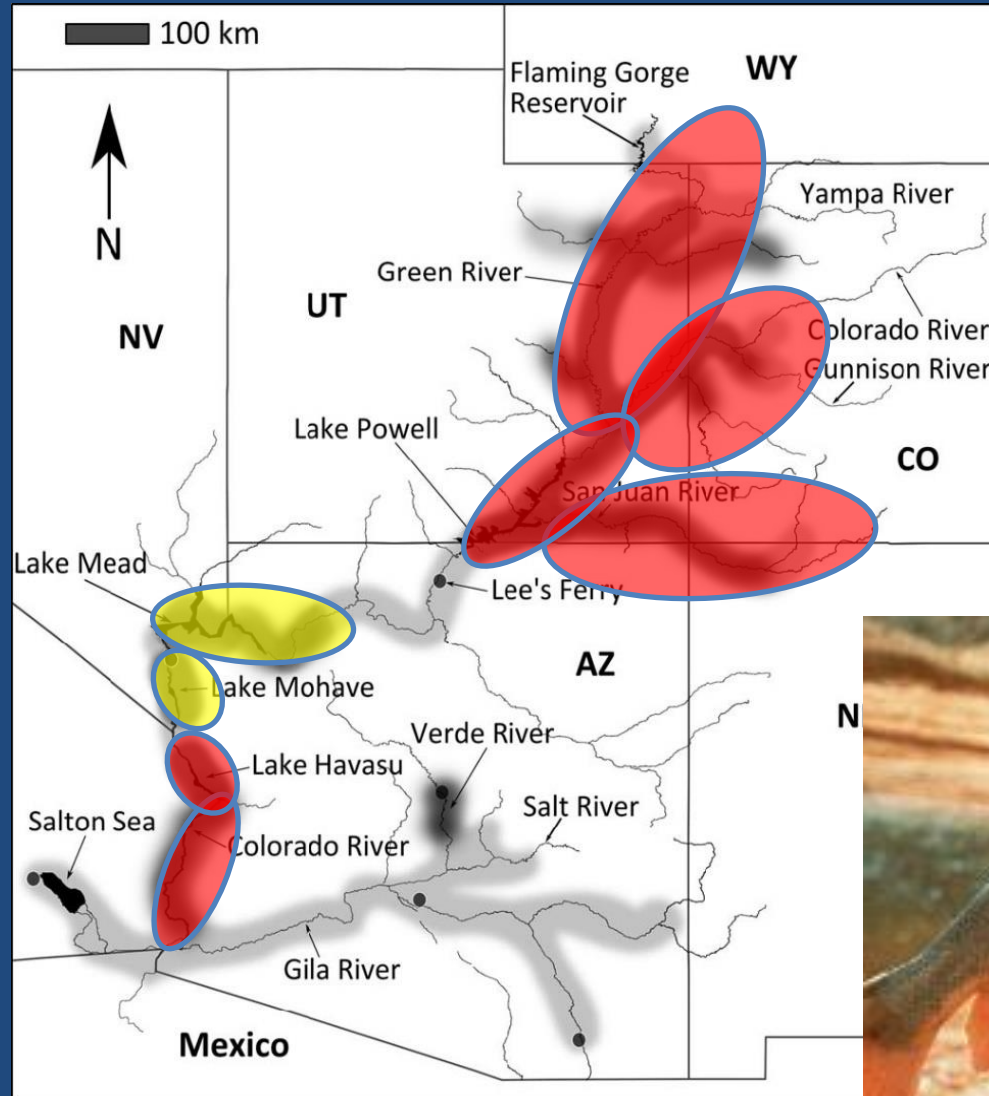 100 km
WY
Flaming Gorge
Reservoir
N
Yampa River
Green River
UT
NV
Colorado River
Gunnison River
Lake Powell
CO
San Juan River
Lake Mead
Lee's Ferry
AZ
Lake Mohave
Verde River
Lake Havasu
Salt River
Salton Sea
Colorado River
Gila River
Mexico